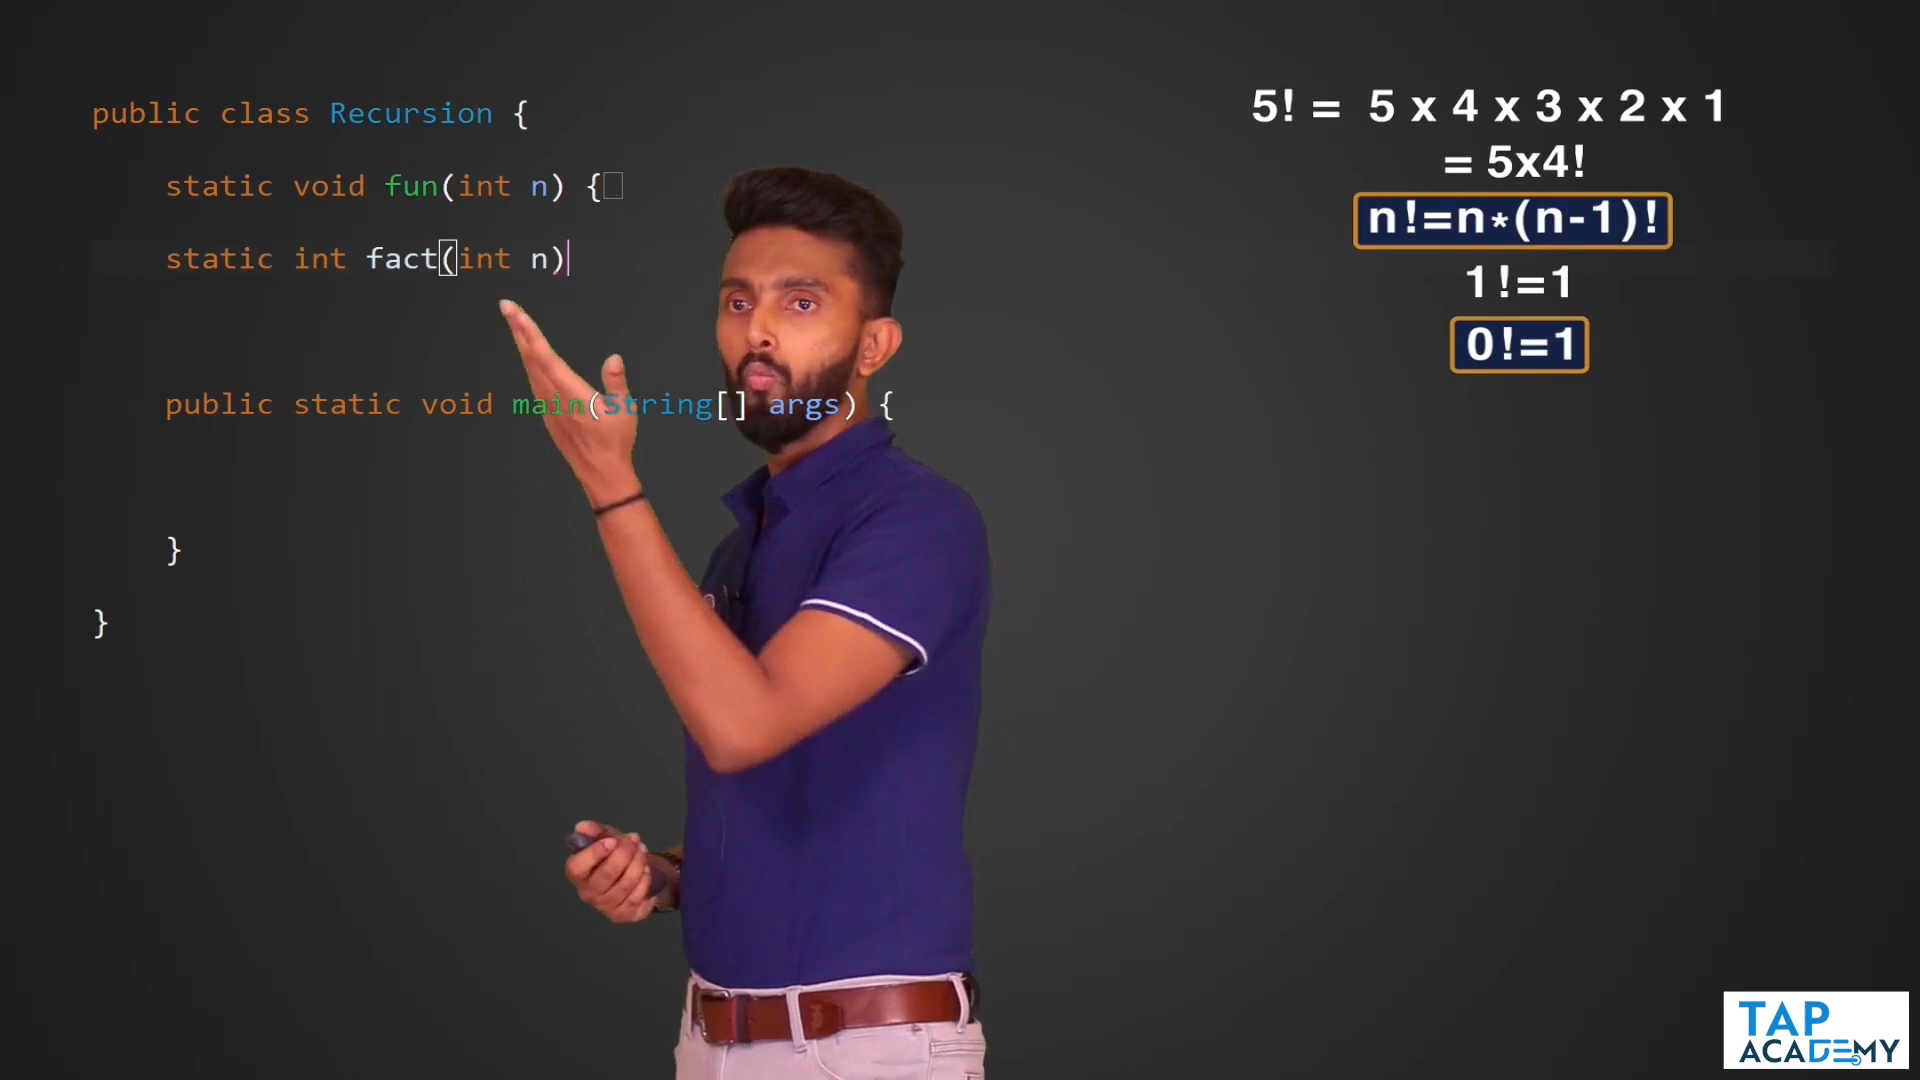 public class Recursion {
static void fun(int n) {
static int fact(int n)
public static void main(String[] args) {
}
}
5! = 5 x 4 x 3 x 2 x 1
= 5x4!
n!=n*(n-1)!
1!=1
0!=1
TAP
ACADEMY